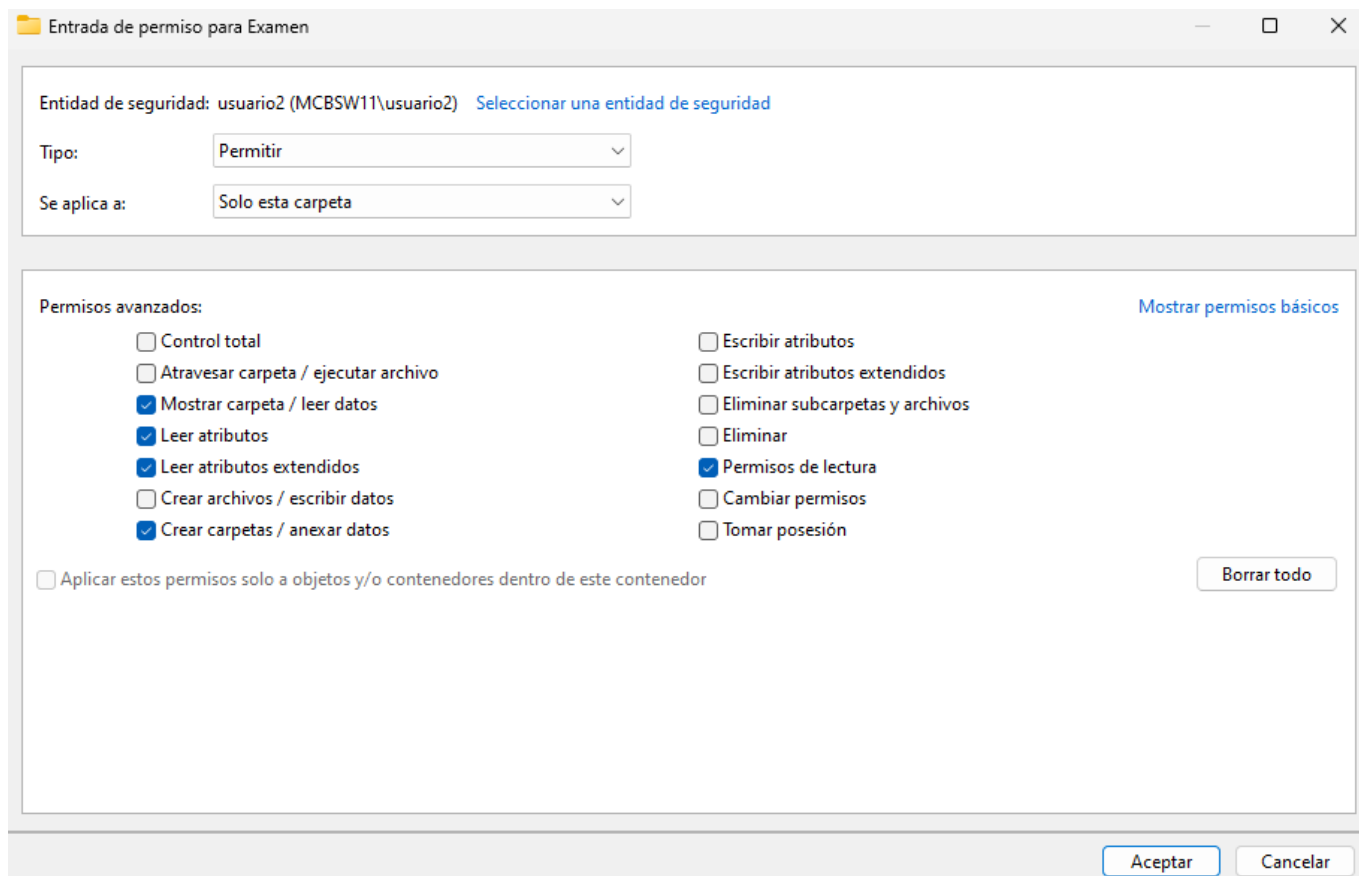 Entrada de permiso para Examen
Entidad de seguridad: usuario2 (MCBSW11\usuario2) Seleccionar una entidad de seguridad
Tipo: Permitir
Se aplica a: Solo esta carpeta
Permisos avanzados: Mostrar permisos básicos
Control total
Atravesar carpeta / ejecutar archivo
Mostrar carpeta / leer datos
Leer atributos
Leer atributos extendidos
Crear archivos / escribir datos
Crear carpetas / anexar datos
Escribir atributos
Escribir atributos extendidos
Eliminar subcarpetas y archivos
Eliminar
Permisos de lectura
Cambiar permisos
Tomar posesión
Aplicar estos permisos solo a objetos y/o contenedores dentro de este contenedor
Borrar todo
Aceptar Cancelar